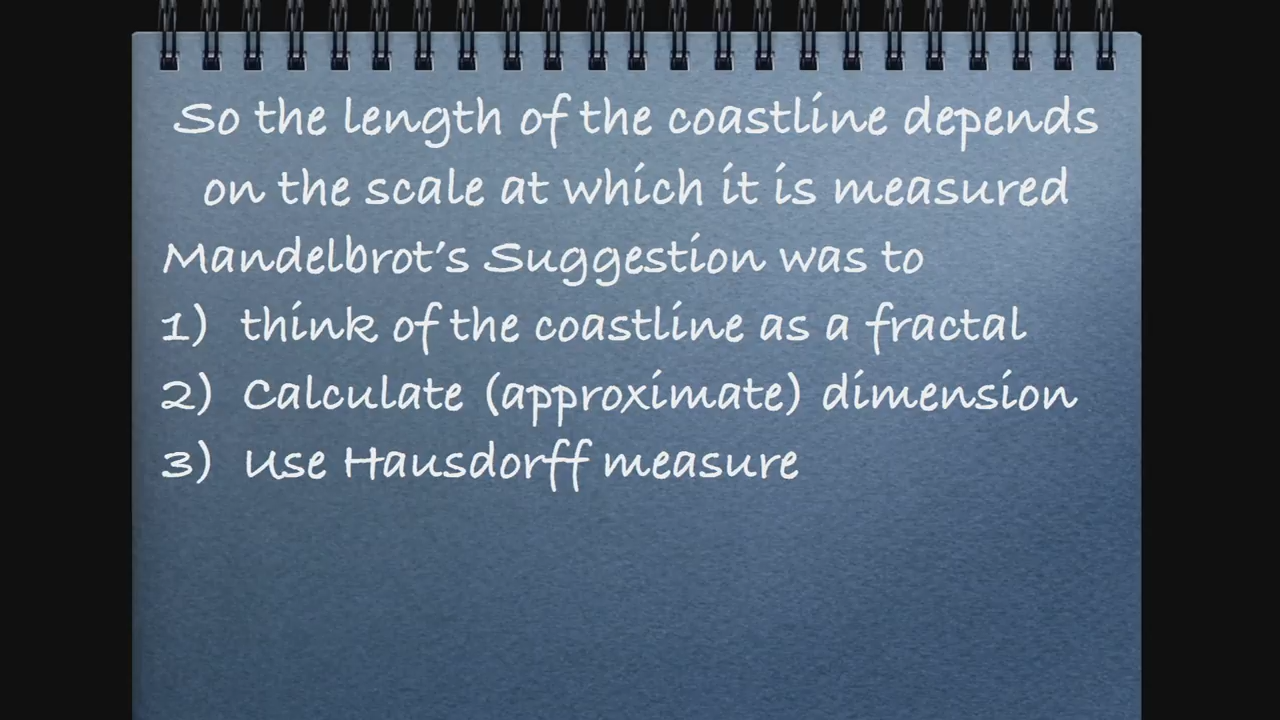 So the length of the coastline depends
on the scale at which it is measured
Mandelbrot's Suggestion was to
1) think of the coastline as a fractal
2) Calculate (approximate) dimension
3) Use Hausdorff measure